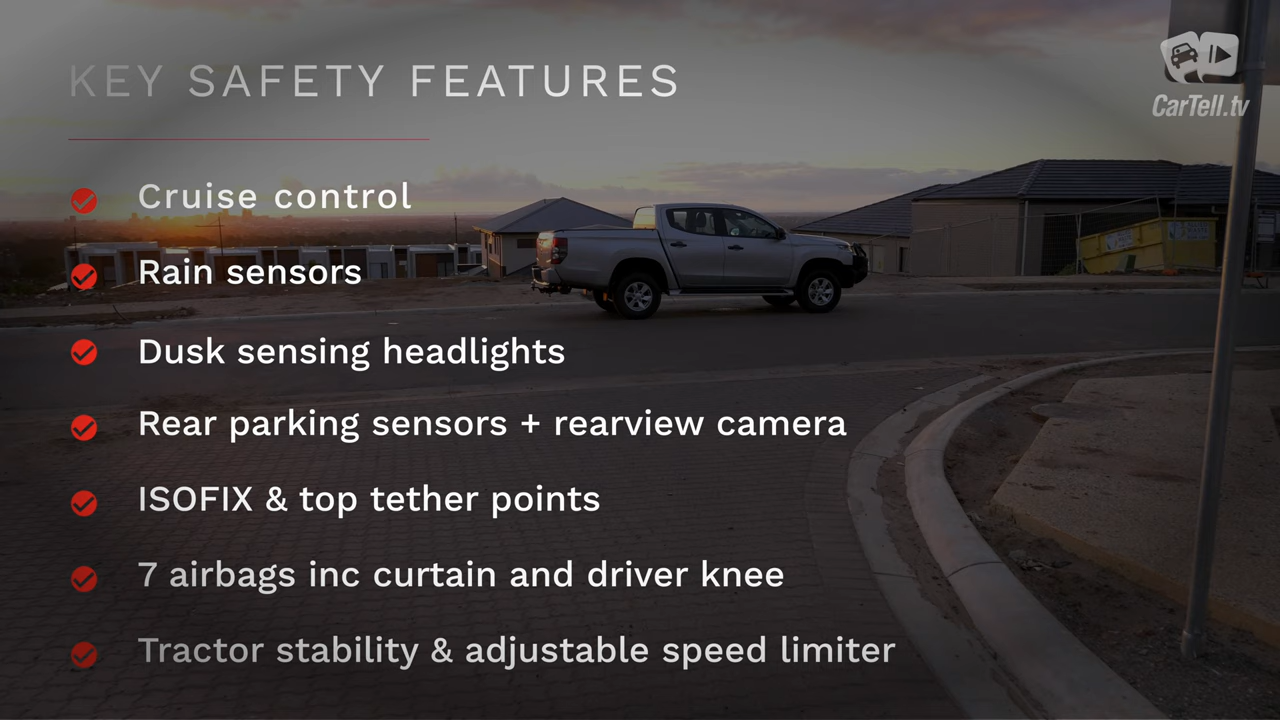 KEY SAFETY FEATURES
CarTell.tv
Cruise control
Rain sensors
Dusk sensing headlights
Rear parking sensors + rearview camera
ISOFIX & top tether points
7 airbags inc curtain and driver knee
Tractor stability & adjustable speed limiter